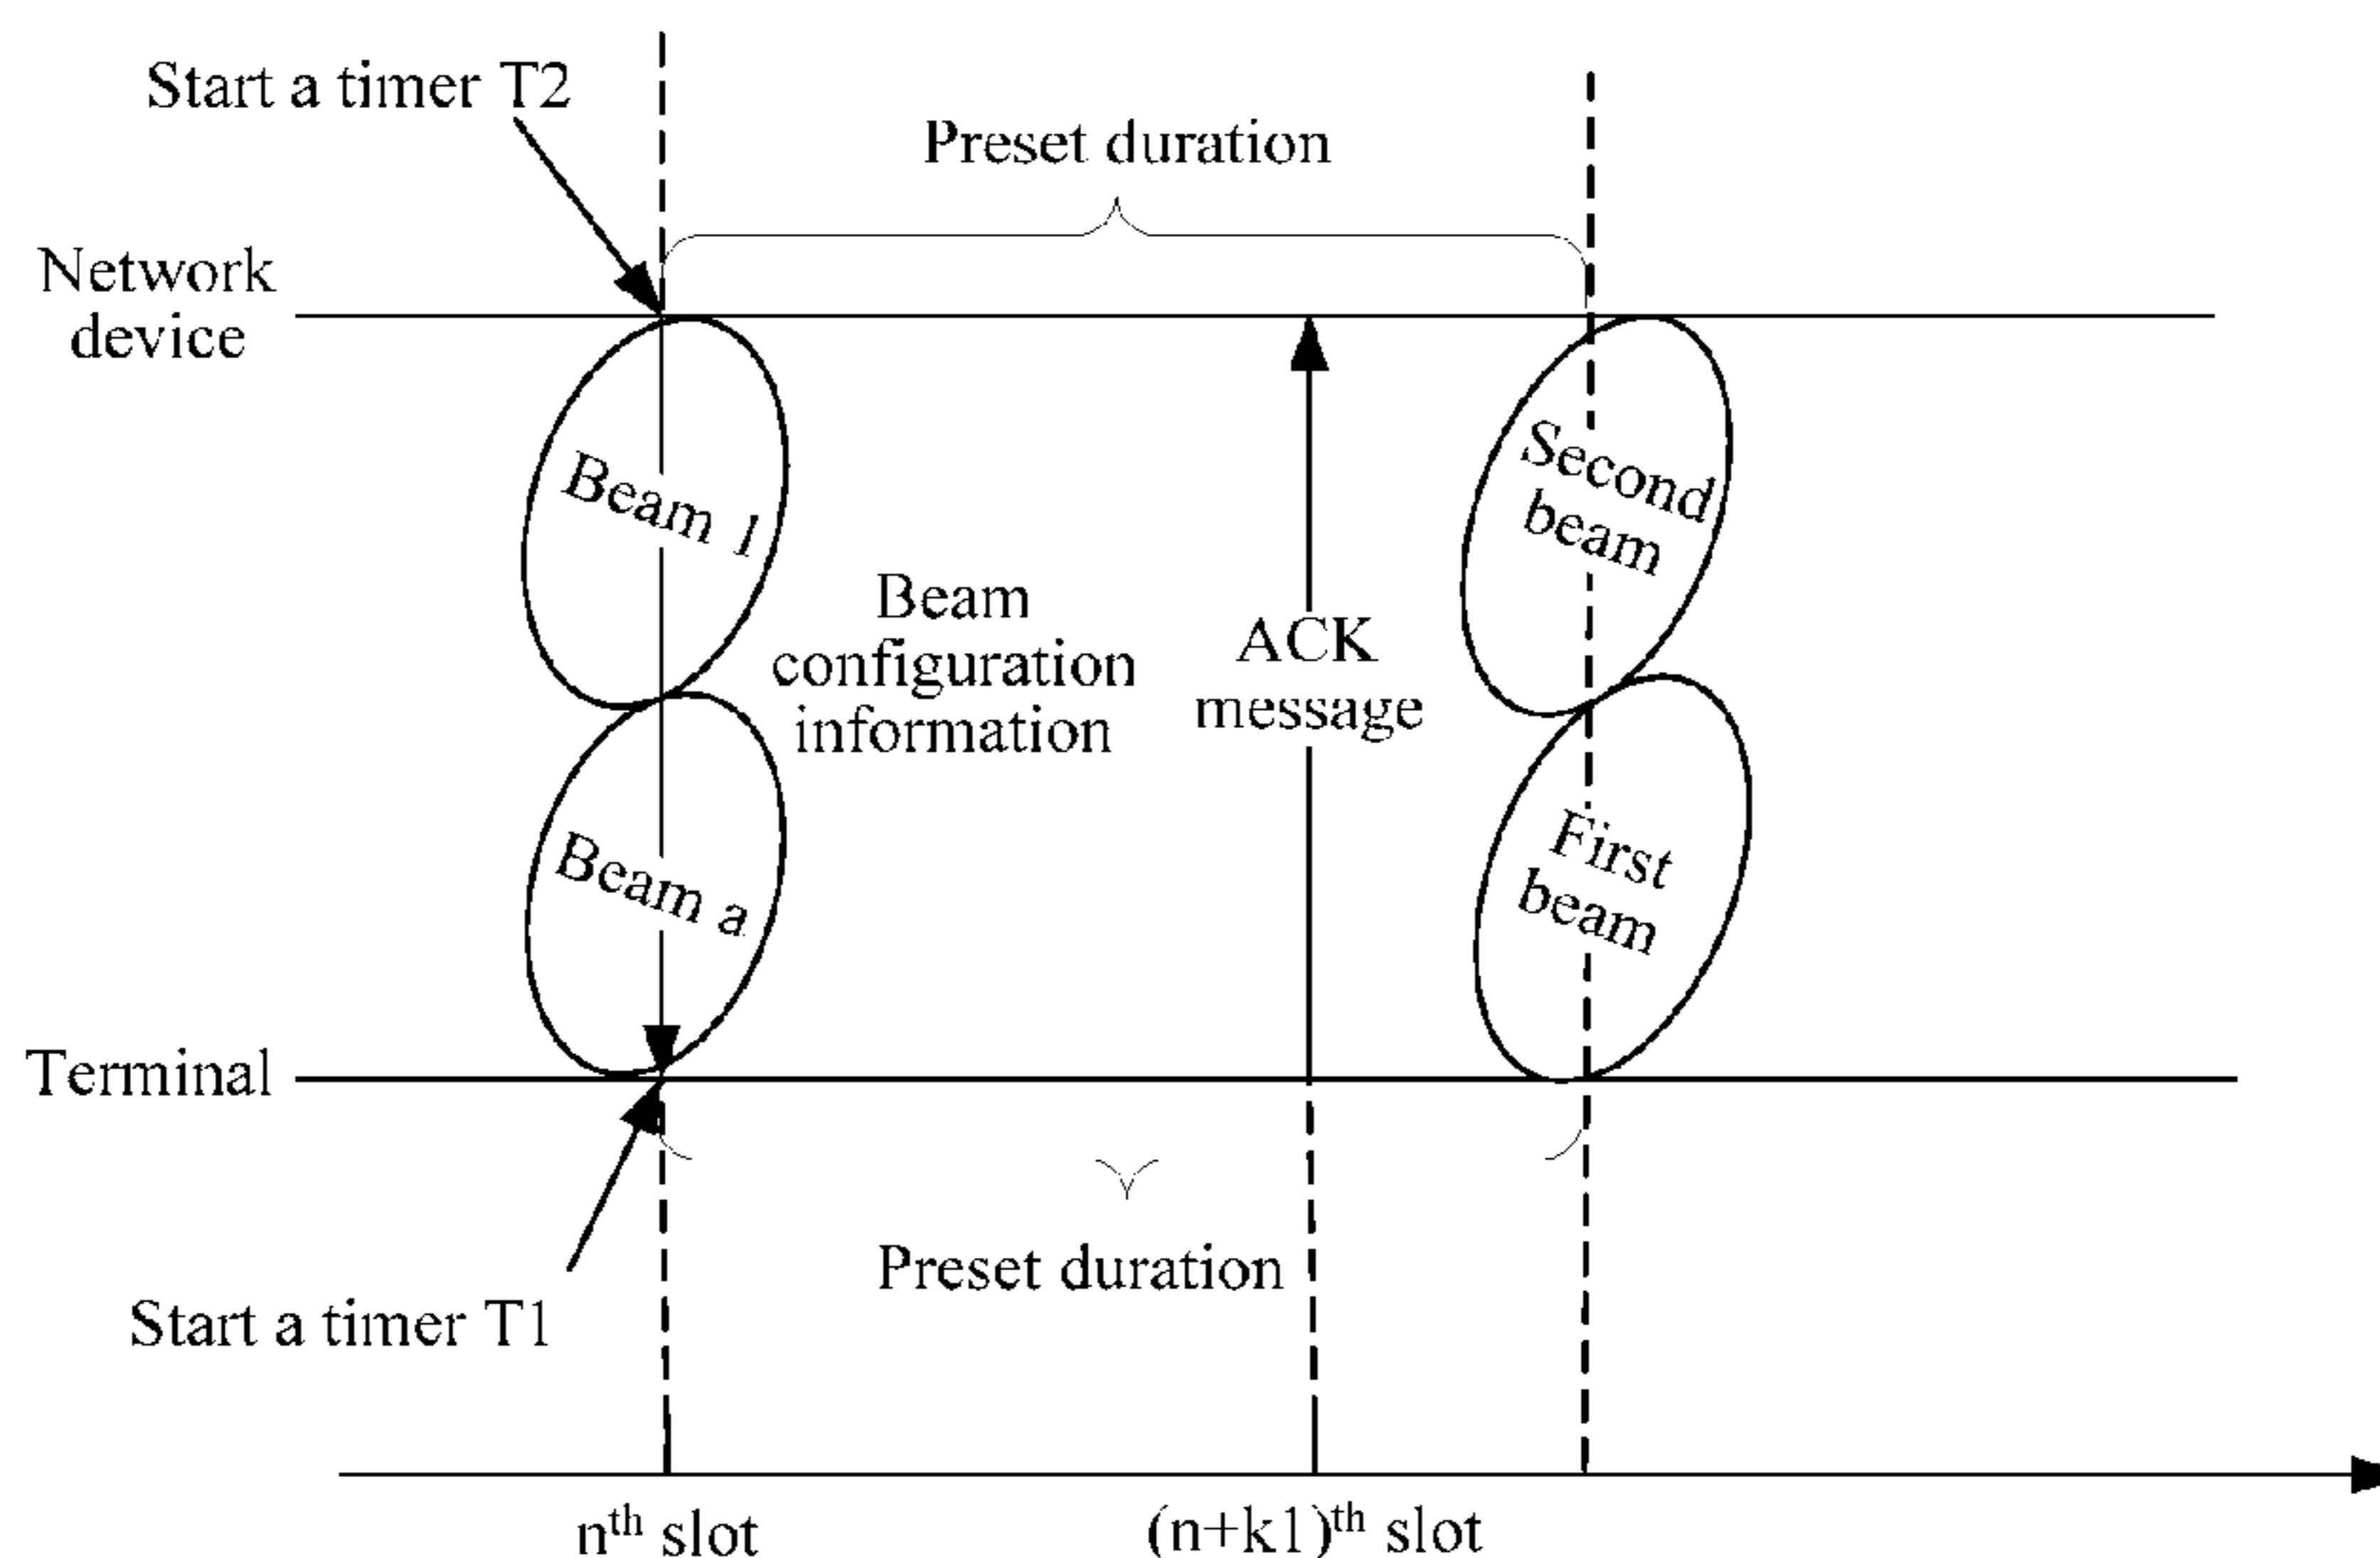 Start a timer T2
Preset duration
Network
device
Beam 1
Second
beam
Beam
configuration
information
ACK
message
Beam a
First
beam
Terminal
Preset duration
Start a timer T1
nth slot
(n+k1)th slot